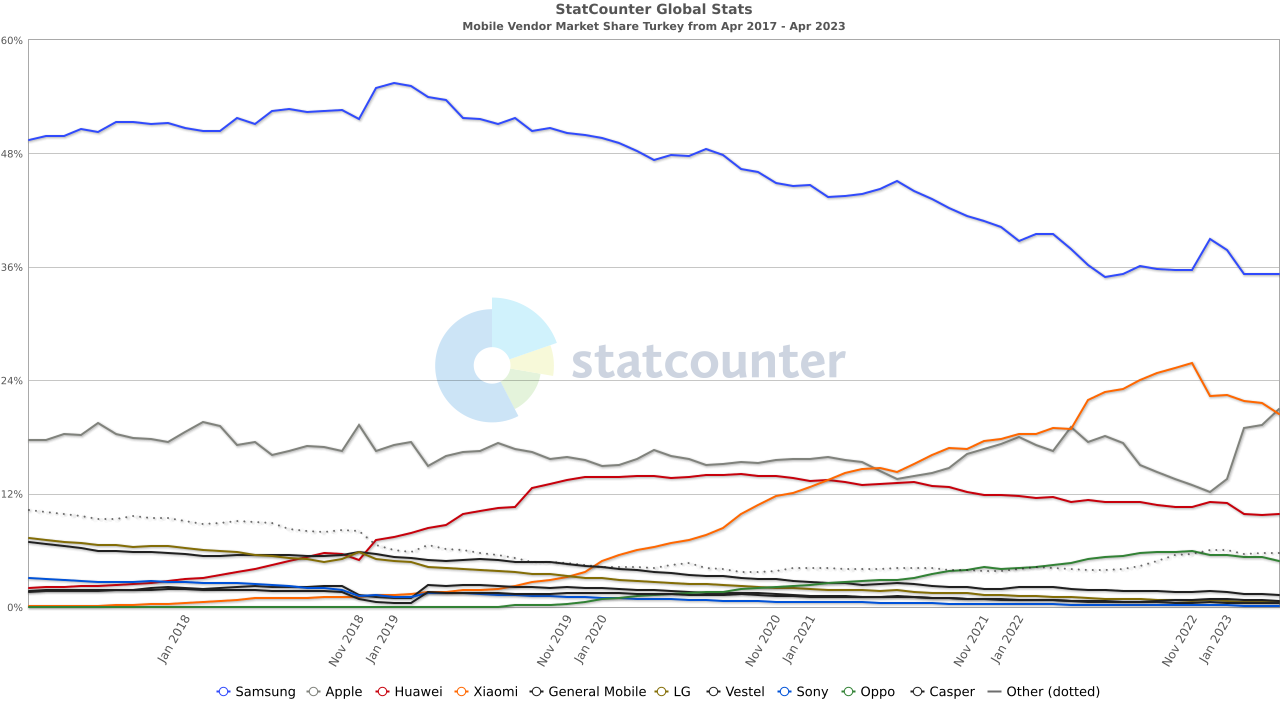 StatCounter Global Stats
Mobile Vendor Market Share Turkey from Apr 2017 - Apr 2023
60%
48%
36%
24%
12%
0%
statcounter
Jan 2018
Nov 2018
Jan 2019
Nov 2019
Jan 2020
Nov 2020
Jan 2021
Nov 2021
Jan 2022
Nov 2022
Jan 2023
Samsung Apple Huawei Xiaomi General Mobile LG Vestel Sony Oppo Casper Other (dotted)